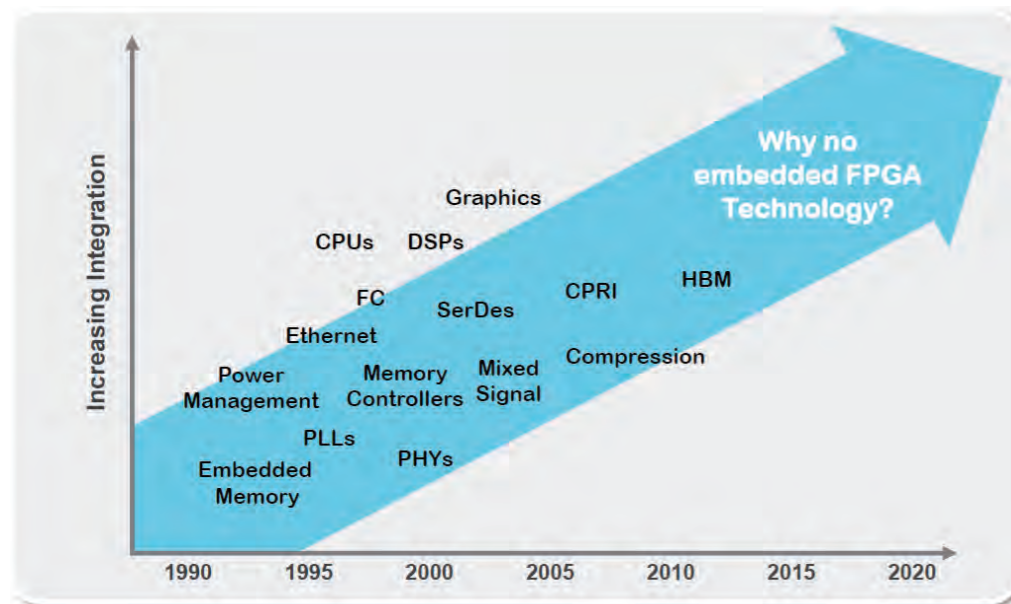 Increasing Integration
Why no
embedded FPGA
Technology?
Graphics
CPUs
DSPs
FC
SerDes
CPRI
HBM
Ethernet
Power
Management
Memory
Controllers
Mixed
Signal
Compression
PLLs
PHYs
Embedded
Memory
1990 1995 2000 2005 2010 2015 2020